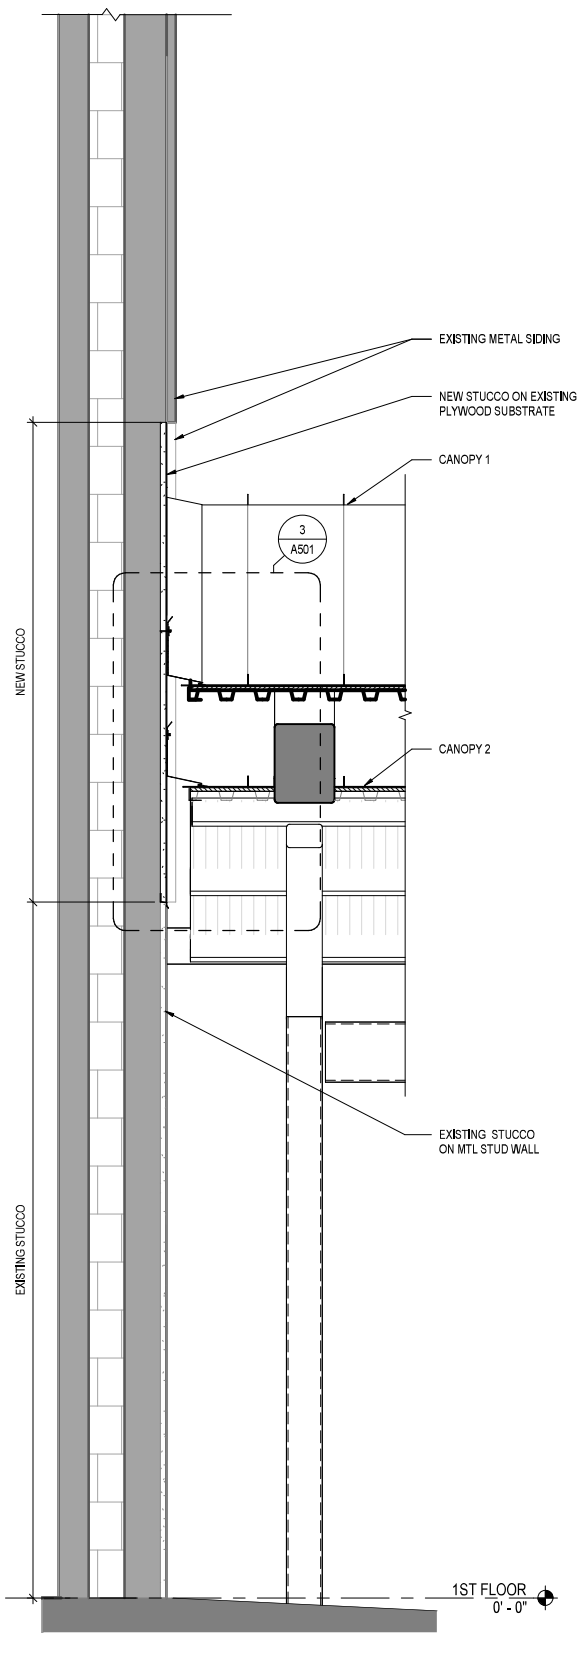 EXISTING METAL SIDING
NEW STUCCO ON EXISTING
PLYWOOD SUBSTRATE
CANOPY 1
3
A501
NEW STUCCO
CANOPY 2
EXISTING STUCCO
ON MTL STUD WALL
EXISTING STUCCO
1ST FLOOR
0' - 0"